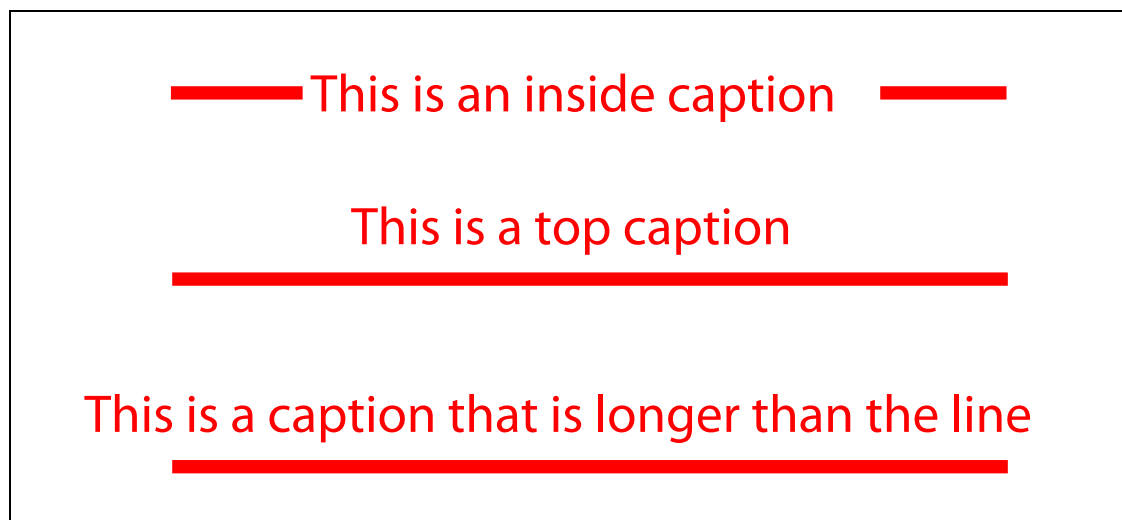 This is an inside caption
This is a top caption
This is a caption that is longer than the line